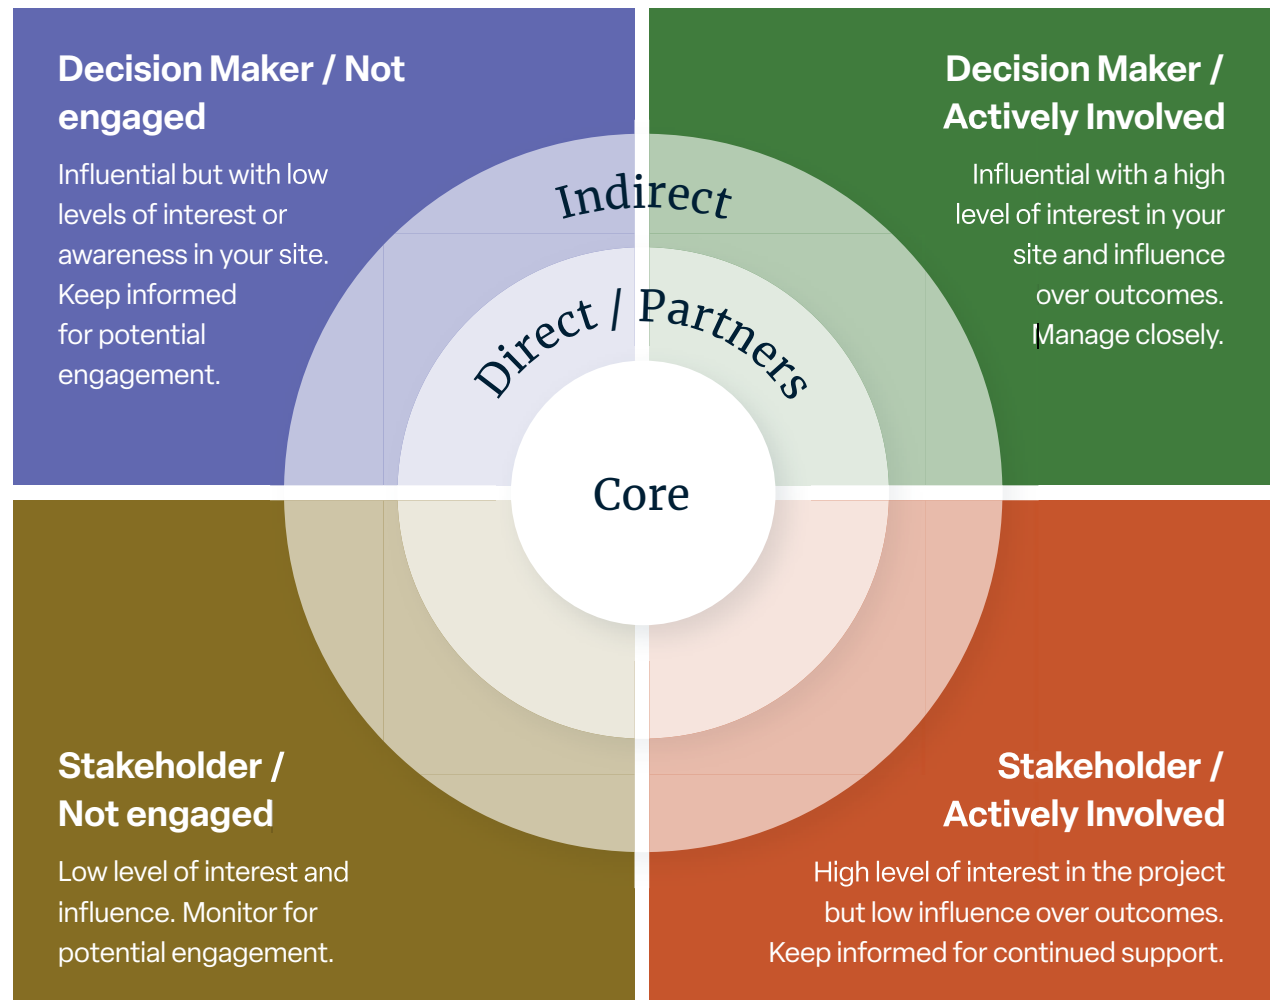 Decision Maker / Not
engaged
Influential but with low
levels of interest or
awareness in your site.
Keep informed
for potential
engagement.
Decision Maker /
Actively Involved
Influential with a high
level of interest in your
site and influence
over outcomes.
Manage closely.
Indirect
Direct / Partners
Core
Stakeholder /
Not engaged
Low level of interest and
influence. Monitor for
potential engagement.
Stakeholder /
Actively Involved
High level of interest in the project
but low influence over outcomes.
Keep informed for continued support.